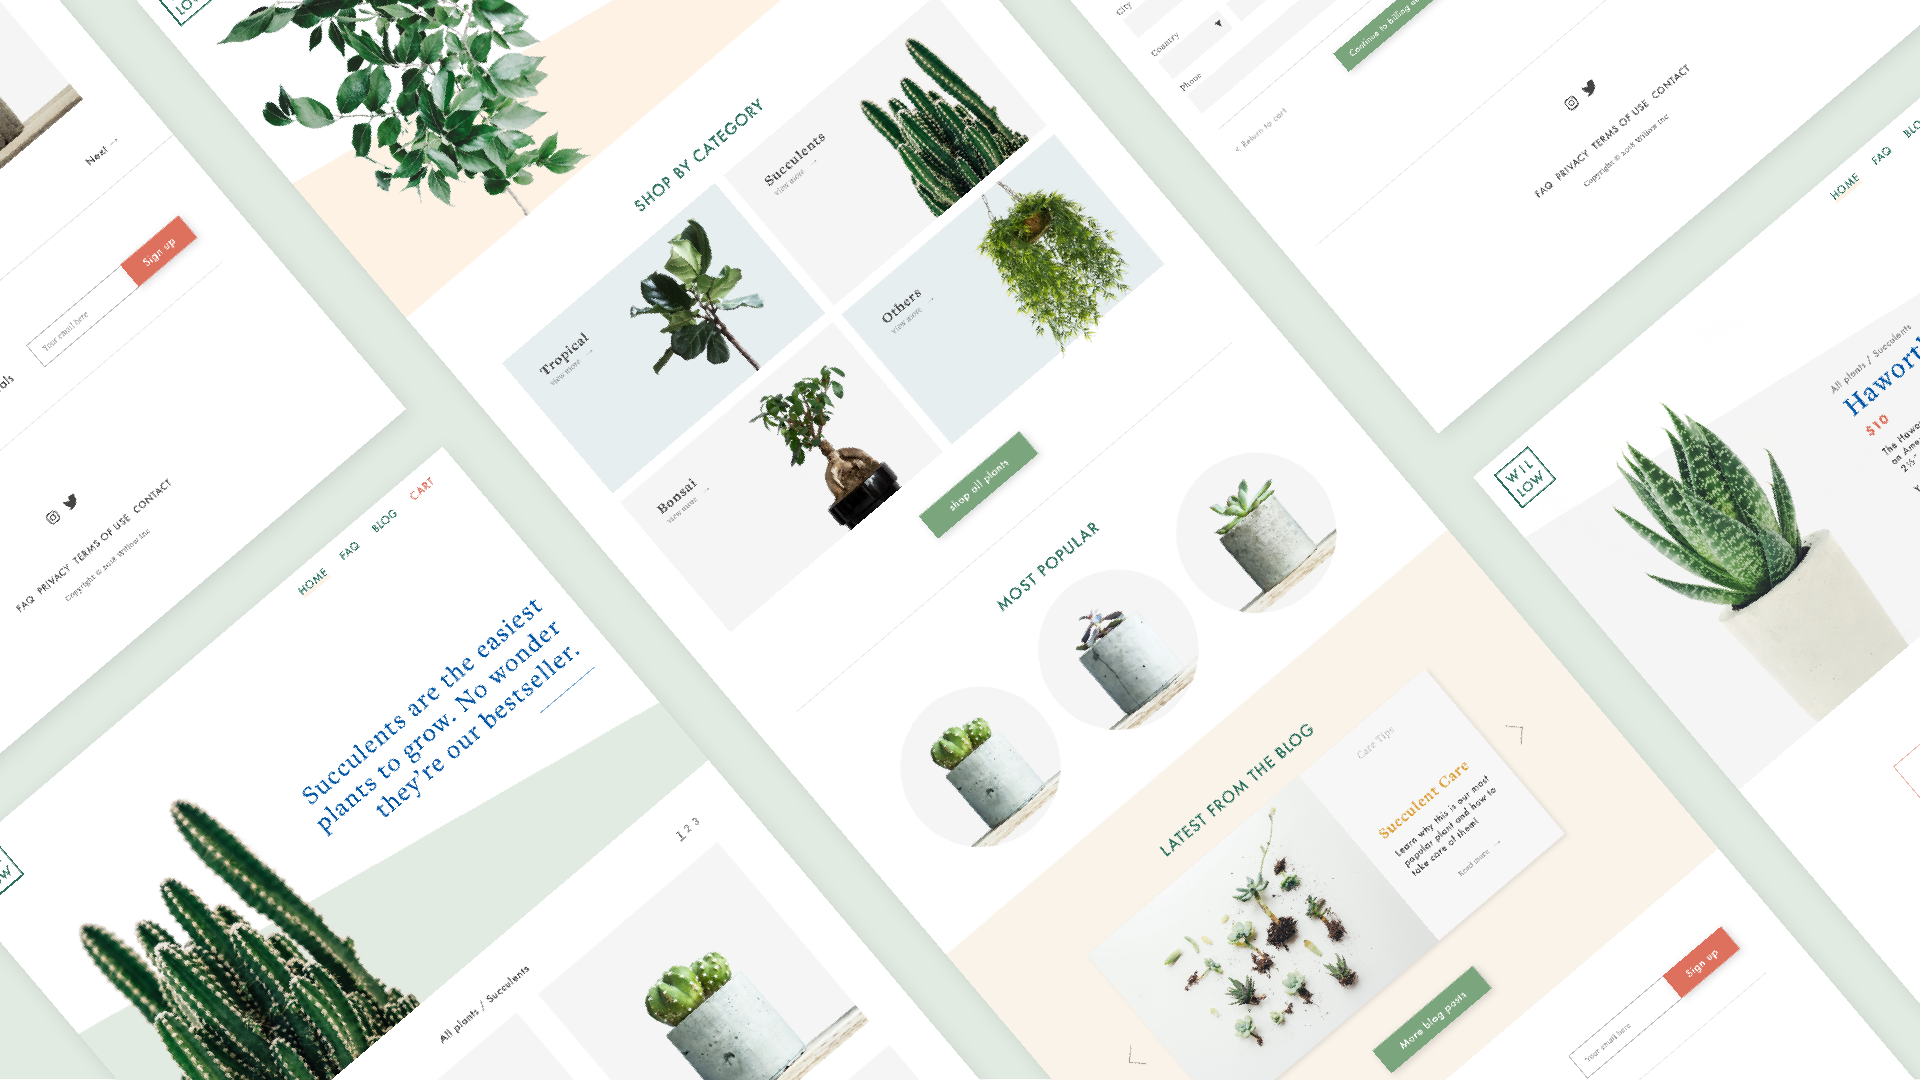 LOW
Next →
Sign up
Your email here
als
FAQ PRIVACY TERMS OF USE CONTACT
Copyright © 2018 Willow Inc
HOME FAQ BLOG CART
Succulents are the easiest
plants to grow. No wonder
they're our bestseller.
1 2 3
All plants / Succulents
SHOP BY CATEGORY
Tropical
view more →
Succulents
view more →
Bonsai
view more →
Others
view more →
shop all plants
MOST POPULAR
LATEST FROM THE BLOG
Care Tips
Succulent Care
Learn why this is our most
popular plant and how to
take care of them!
Read more →
More blog posts
Sign up
Your email here
City
Country
Phone
< Return to cart
FAQ PRIVACY TERMS OF USE CONTACT
Copyright © 2018 Willow Inc
HOME FAQ
WIL
LOW
All plants / Succulents
$10